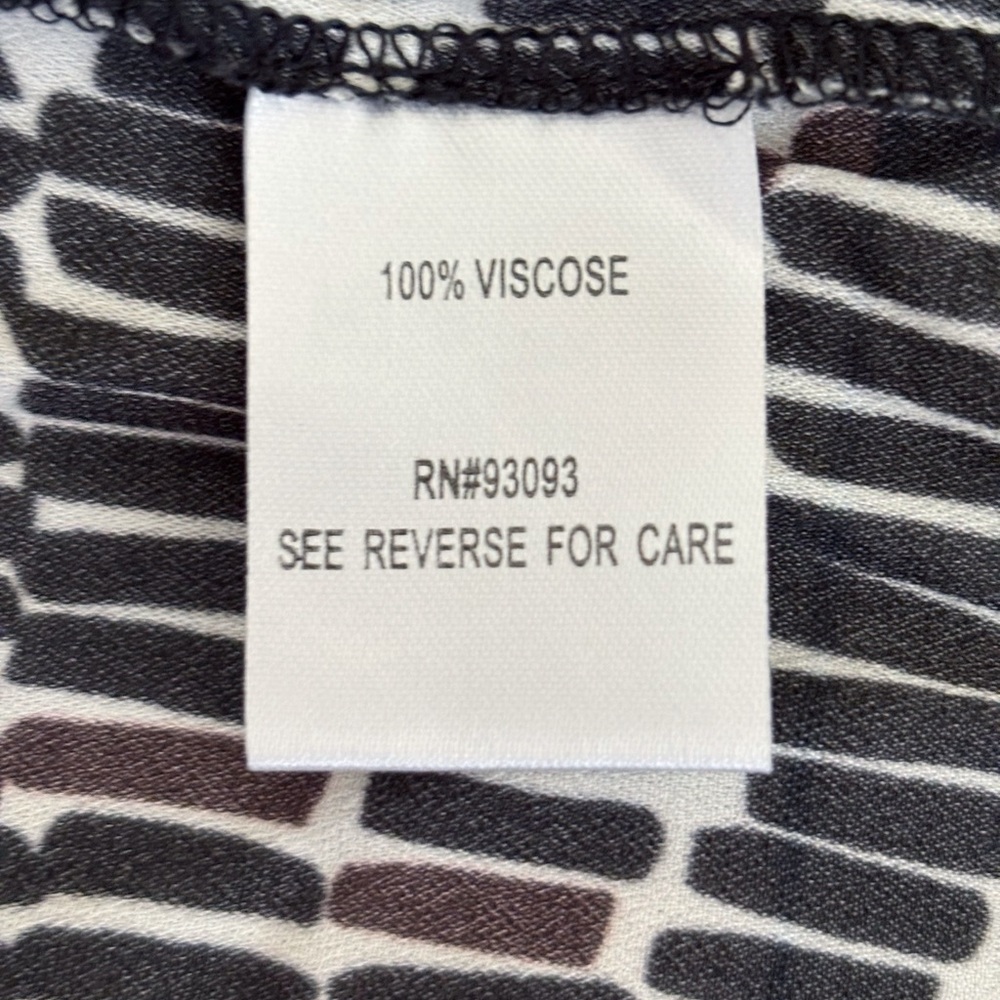 100% VISCOSE
RN#93093
SEE REVERSE FOR CARE